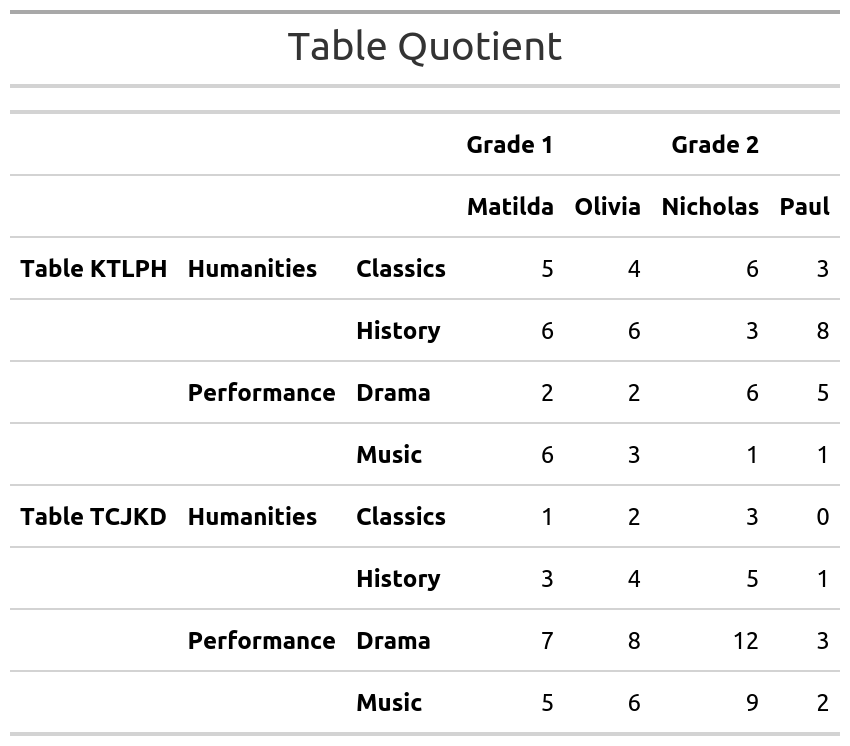 Table Quotient
Grade 1 Grade 2
Matilda Olivia Nicholas Paul
Table KTLPH Humanities Classics 5 4 6 3
History 6 6 3 8
Performance Drama 2 2 6 5
Music 6 3 1 1
Table TCJKD Humanities Classics 1 2 3 0
History 3 4 5 1
Performance Drama 7 8 12 3
Music 5 6 9 2